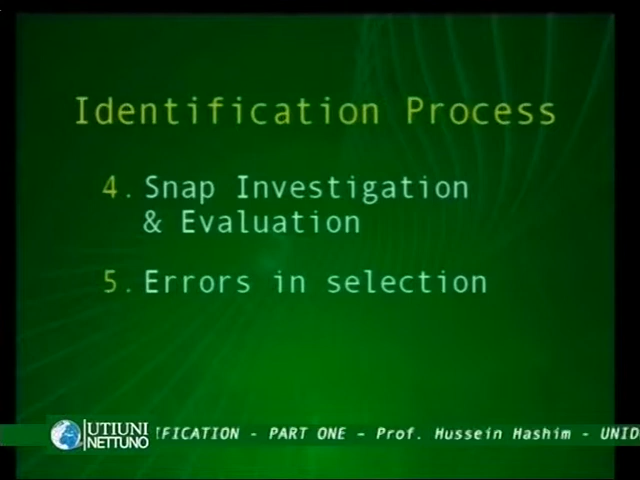 Identification Process
4. Snap Investigation
& Evaluation
5. Errors in selection
UTIUNI
NETTUNO
IFICATION - PART ONE - Prof. Hussein Hashim - UNID